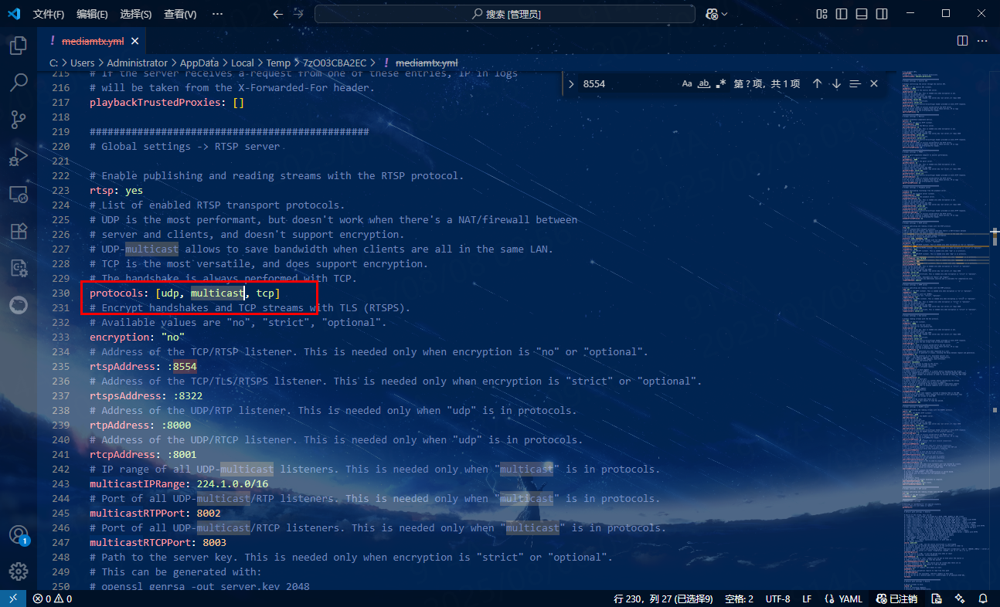 文件(F) 编辑(E) 选择(S) 查看(V) ··· 搜索 [管理员]
! mediamtx.yml
C: > Users > Administrator > AppData > Local > Temp > 7zO03CBA2EC > ! mediamtx.yml
8554 Aa ab .* 第 ? 项, 共 1 项
215 # If the server receives a request from one of these entries, IP in logs
216 # will be taken from the X-Forwarded-For header.
217 playbackTrustedProxies: []
218
219 ###############################################
220 # Global settings -> RTSP server
221
222 # Enable publishing and reading streams with the RTSP protocol.
223 rtsp: yes
224 # List of enabled RTSP transport protocols.
225 # UDP is the most performant, but doesn't work when there's a NAT/firewall between
226 # server and clients, and doesn't support encryption.
227 # UDP-multicast allows to save bandwidth when clients are all in the same LAN.
228 # TCP is the most versatile, and does support encryption.
229 # The handshake is always performed with TCP.
230 protocols: [udp, multicast, tcp]
231 # Encrypt handshakes and TCP streams with TLS (RTSPS).
232 # Available values are "no", "strict", "optional".
233 encryption: "no"
234 # Address of the TCP/RTSP listener. This is needed only when encryption is "no" or "optional".
235 rtspAddress: :8554
236 # Address of the TCP/TLS/RTSPS listener. This is needed only when encryption is "strict" or "optional".
237 rtspsAddress: :8322
238 # Address of the UDP/RTP listener. This is needed only when "udp" is in protocols.
239 rtpAddress: :8000
240 # Address of the UDP/RTCP listener. This is needed only when "udp" is in protocols.
241 rtcpAddress: :8001
242 # IP range of all UDP-multicast listeners. This is needed only when "multicast" is in protocols.
243 multicastIPRange: 224.1.0.0/16
244 # Port of all UDP-multicast/RTP listeners. This is needed only when "multicast" is in protocols.
245 multicastRTPPort: 8002
246 # Port of all UDP-multicast/RTCP listeners. This is needed only when "multicast" is in protocols.
247 multicastRTCPPort: 8003
248 # Path to the server key. This is needed only when encryption is "strict" or "optional".
249 # This can be generated with:
250 # openssl genrsa -out server.key 2048
1
0 0 行 230，列 27 (已选择9) 空格: 2 UTF-8 LF YAML 已注销